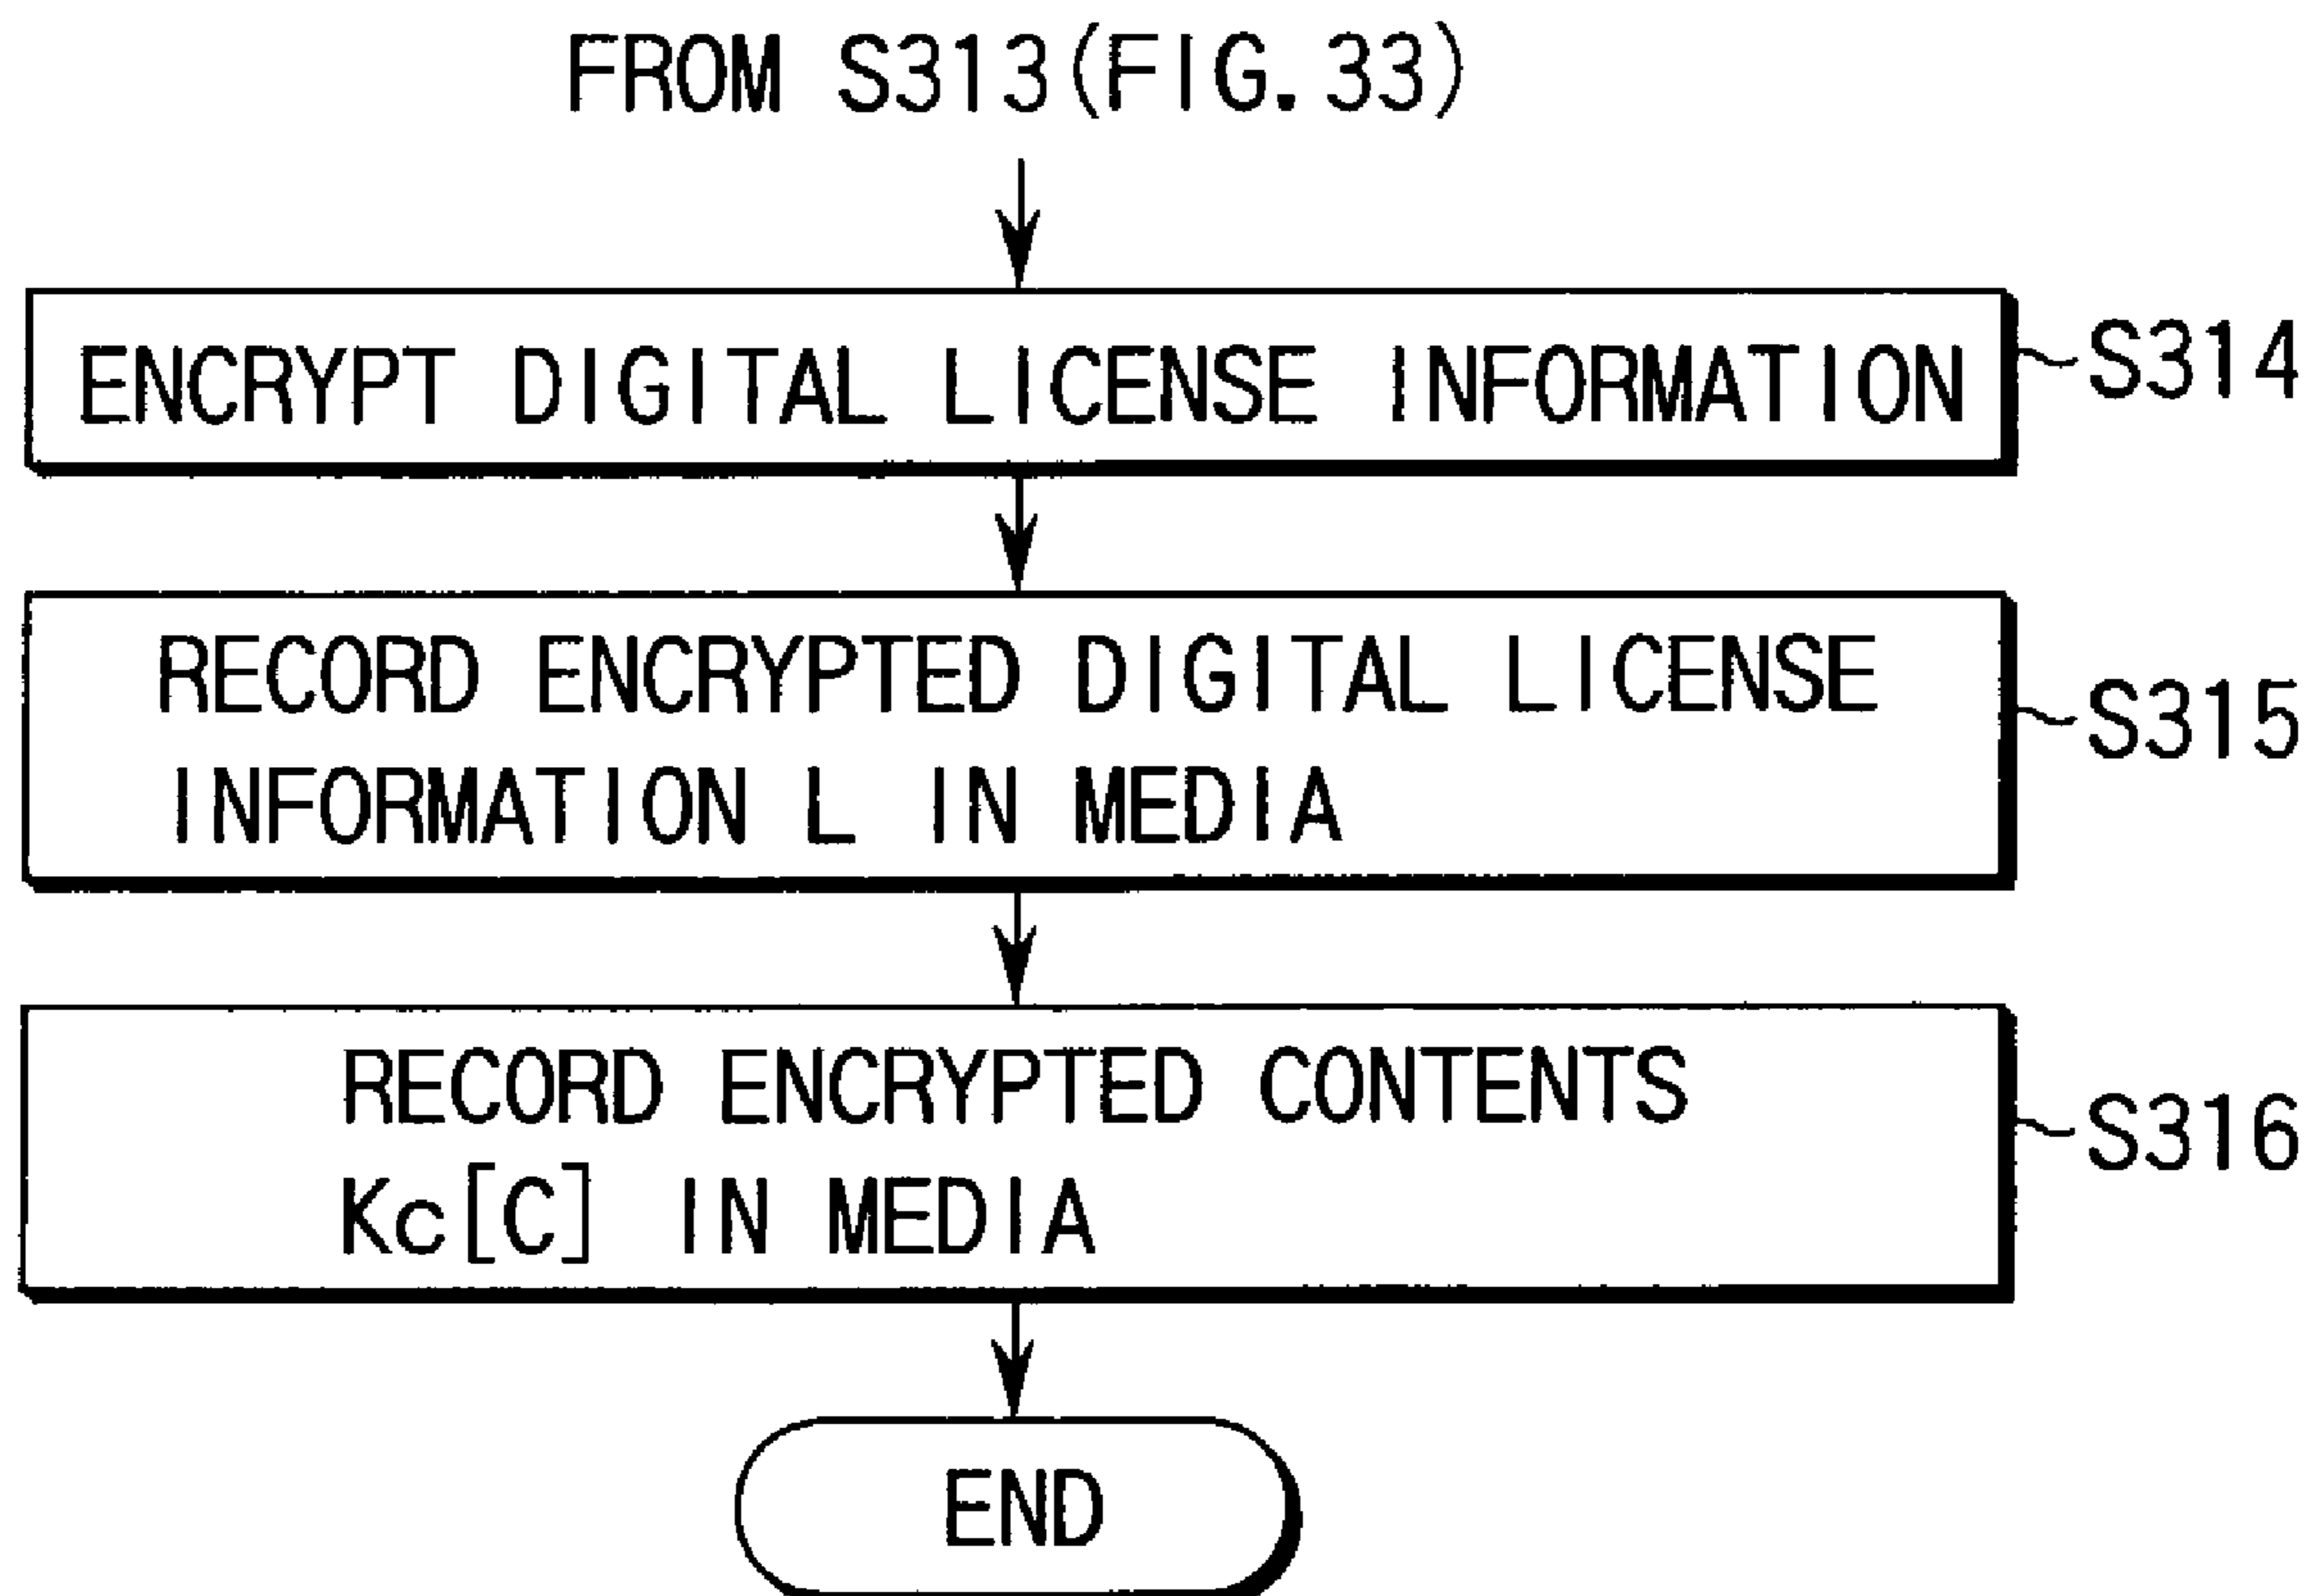 FROM S313(FIG.33)
ENCRYPT DIGITAL LICENSE INFORMATION
S314
RECORD ENCRYPTED DIGITAL LICENSE
INFORMATION L IN MEDIA
S315
RECORD ENCRYPTED CONTENTS
Kc[C] IN MEDIA
S316
END